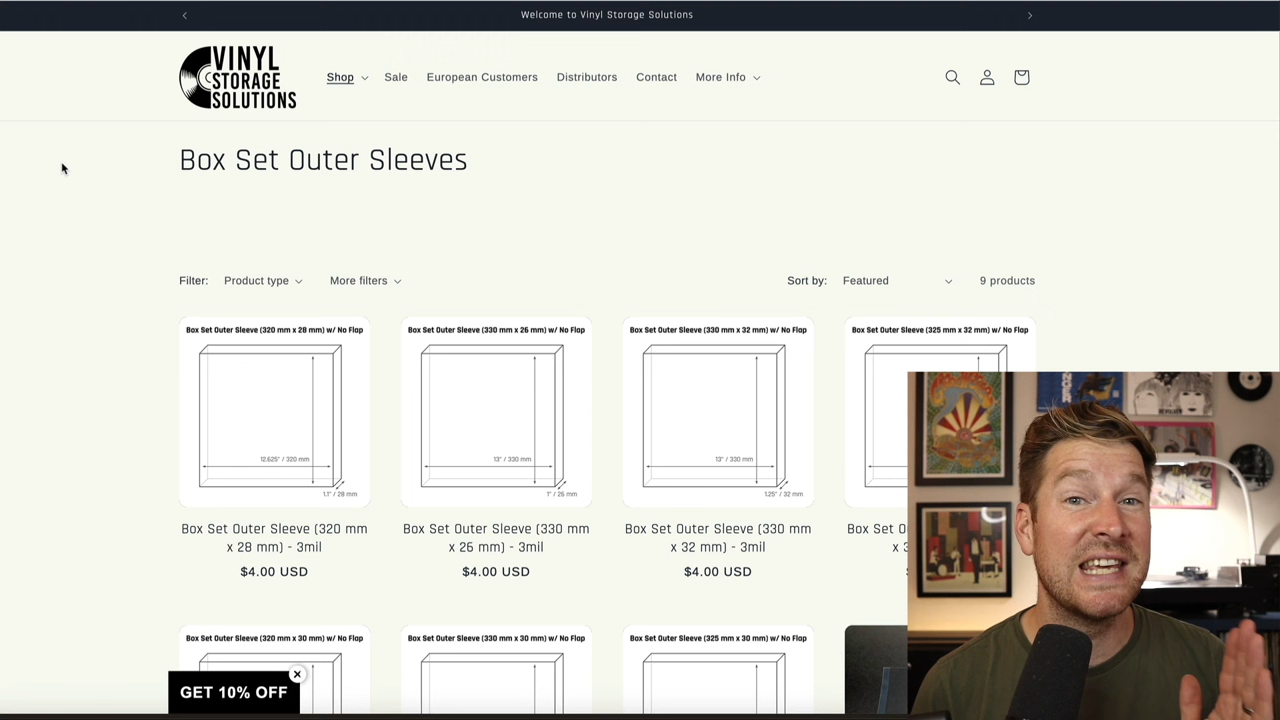 Welcome to Vinyl Storage Solutions
VINYL
STORAGE
SOLUTIONS
Shop
Sale
European Customers
Distributors
Contact
More Info
Box Set Outer Sleeves
Filter:
Product type
More filters
Sort by:
Featured
9 products
Box Set Outer Sleeve (320 mm x 28 mm) w/ No Flap
12.625" / 320 mm
1.1" / 28 mm
Box Set Outer Sleeve (330 mm x 26 mm) w/ No Flap
13" / 330 mm
1" / 26 mm
Box Set Outer Sleeve (330 mm x 32 mm) w/ No Flap
13" / 330 mm
1.25" / 32 mm
Box Set Outer Sleeve (325 mm x 32 mm) w/ No Flap
Box Set Outer Sleeve (320 mm
x 28 mm) - 3mil
$4.00 USD
Box Set Outer Sleeve (330 mm
x 26 mm) - 3mil
$4.00 USD
Box Set Outer Sleeve (330 mm
x 32 mm) - 3mil
$4.00 USD
Box Set O
x 3
Box Set Outer Sleeve (320 mm x 30 mm) w/ No Flap
Box Set Outer Sleeve (330 mm x 30 mm) w/ No Flap
Box Set Outer Sleeve (325 mm x 30 mm) w/ No Flap
GET 10% OFF
REVOLVER